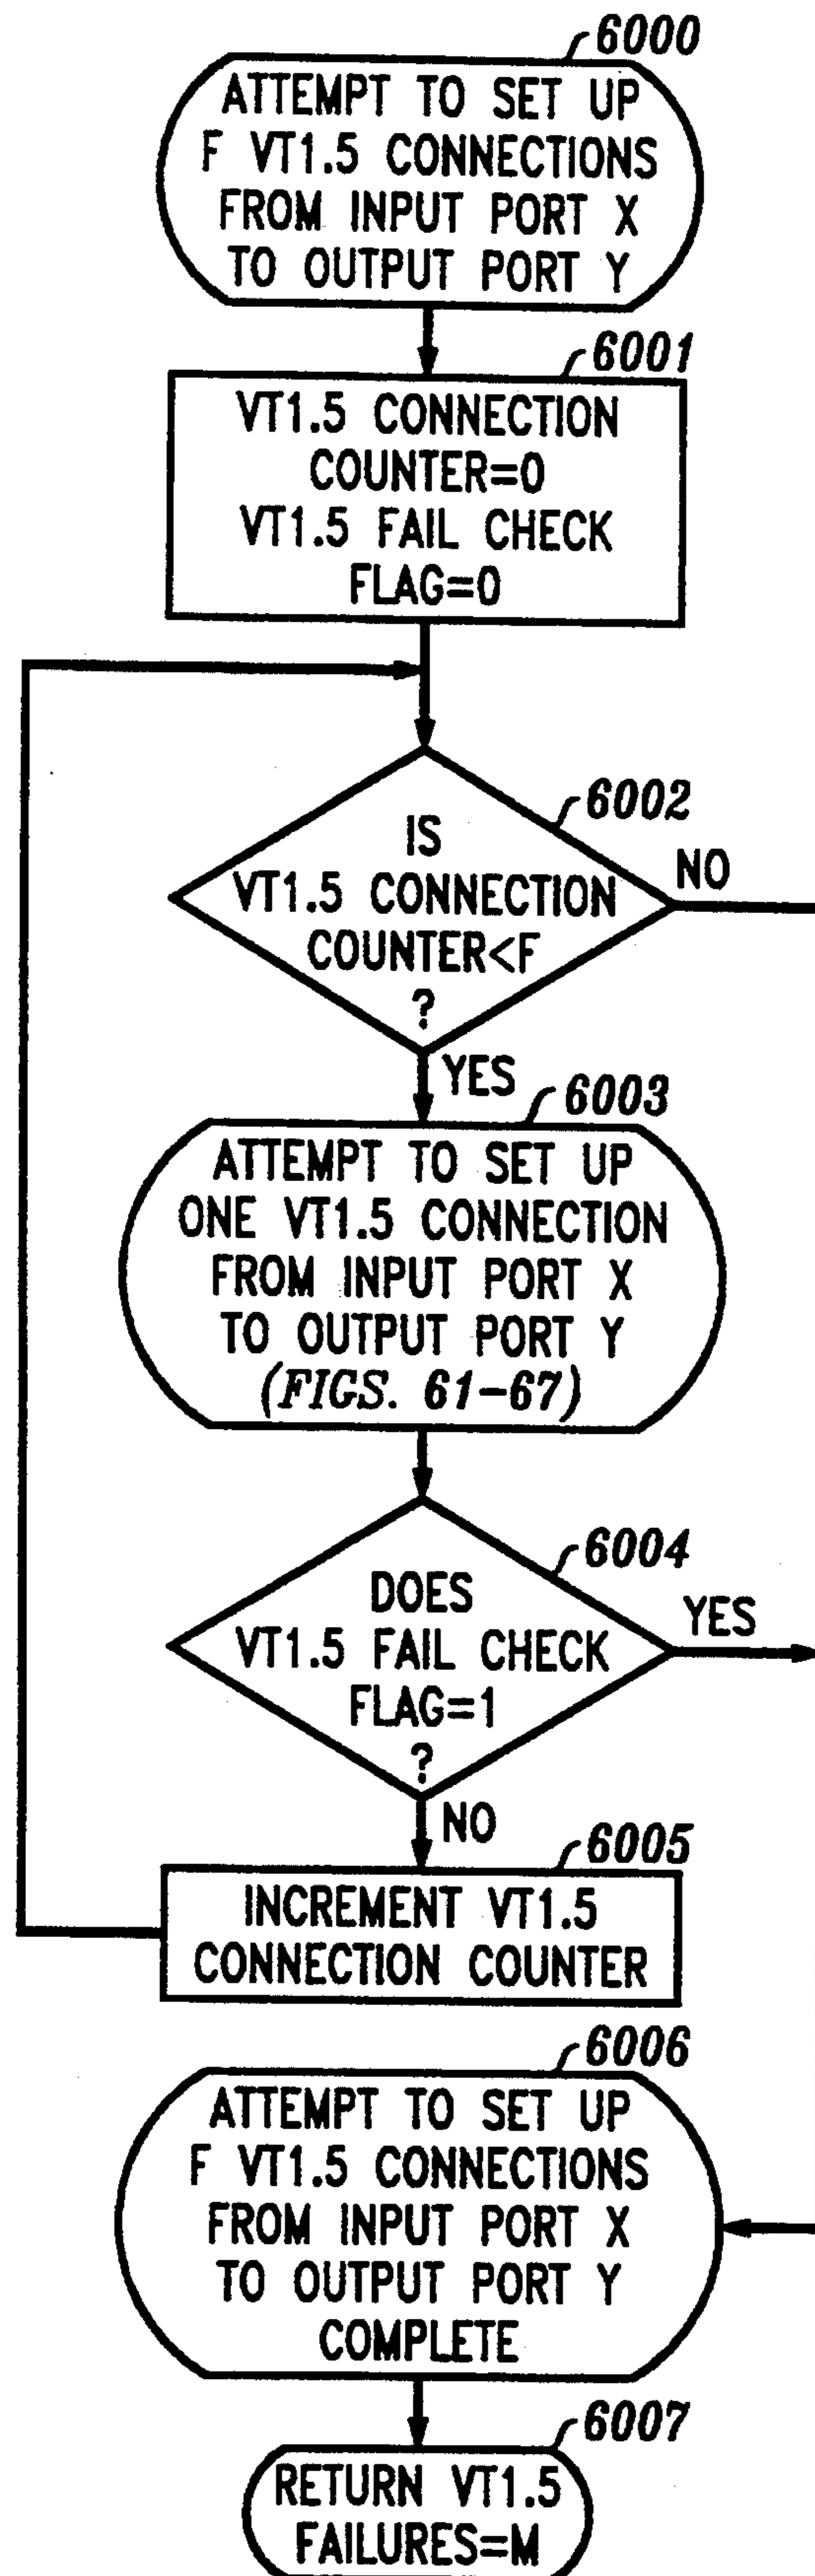 6000
ATTEMPT TO SET UP
F VT1.5 CONNECTIONS
FROM INPUT PORT X
TO OUTPUT PORT Y
6001
VT1.5 CONNECTION
COUNTER=0
VT1.5 FAIL CHECK
FLAG=0
6002
IS
VT1.5 CONNECTION
COUNTER<F
?
NO
YES
6003
ATTEMPT TO SET UP
ONE VT1.5 CONNECTION
FROM INPUT PORT X
TO OUTPUT PORT Y
(FIGS. 61-67)
6004
DOES
VT1.5 FAIL CHECK
FLAG=1
?
YES
NO
6005
INCREMENT VT1.5
CONNECTION COUNTER
6006
ATTEMPT TO SET UP
F VT1.5 CONNECTIONS
FROM INPUT PORT X
TO OUTPUT PORT Y
COMPLETE
6007
RETURN VT1.5
FAILURES=M